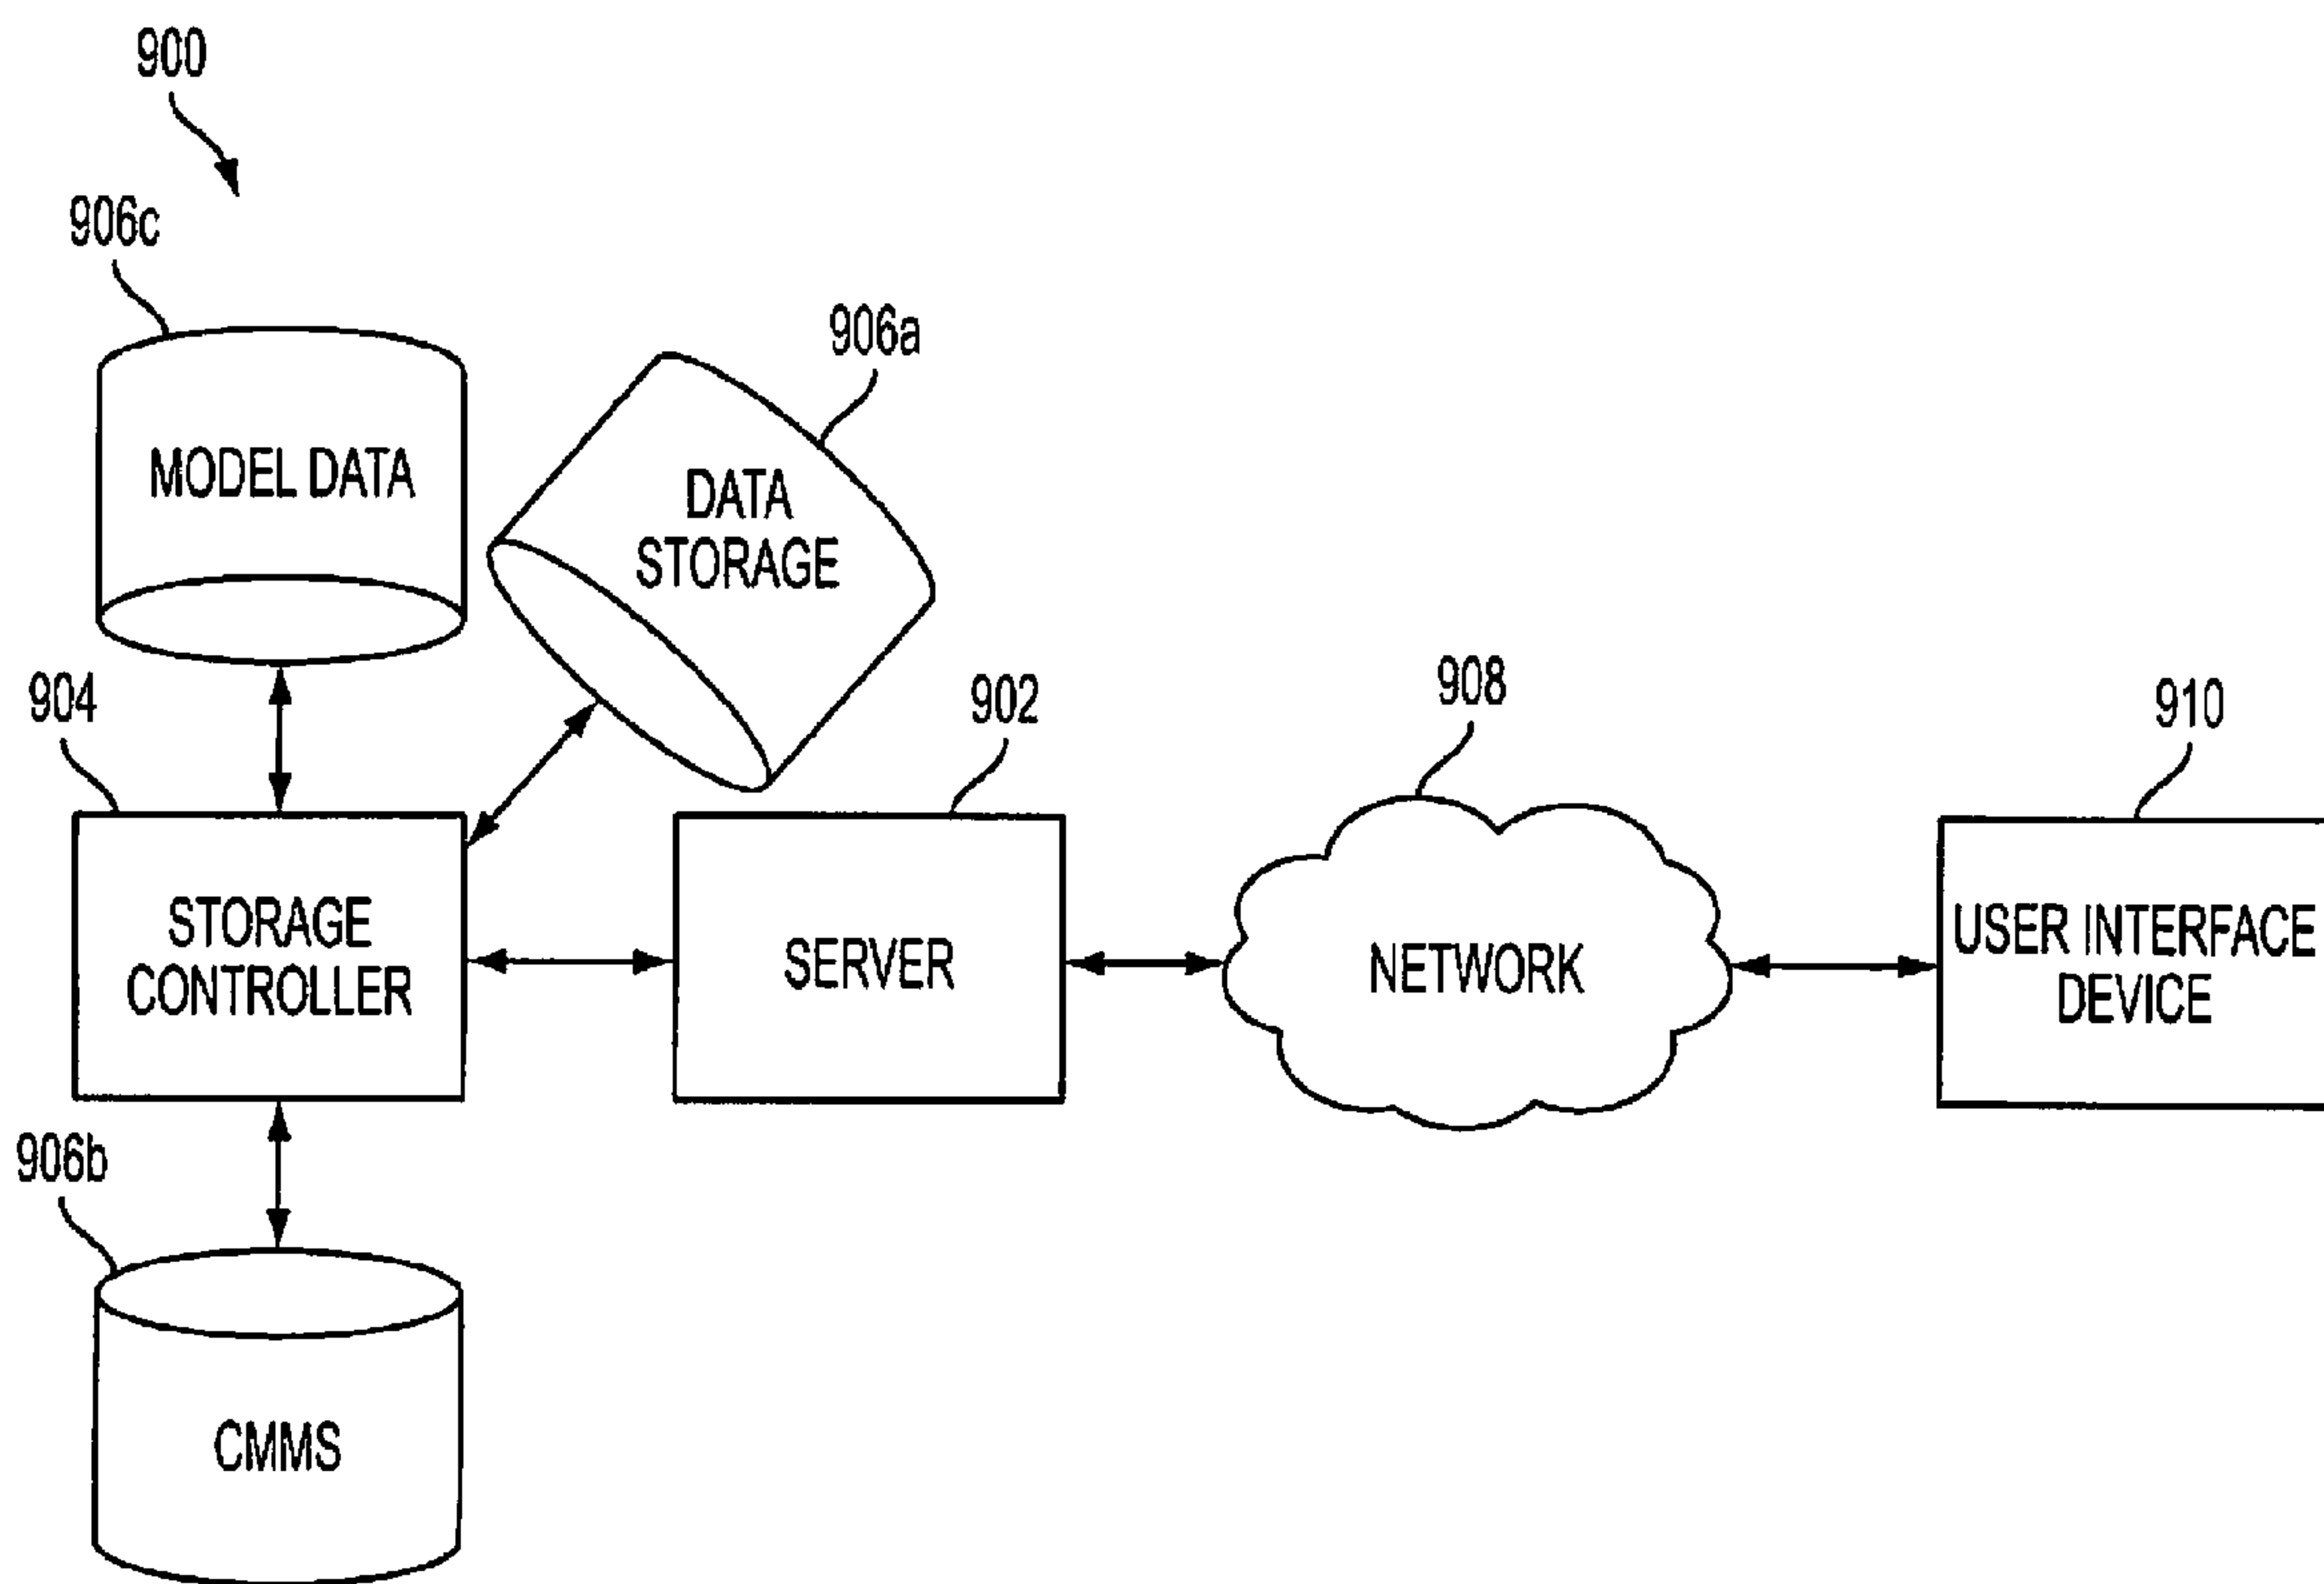 900
906c
906a
MODEL DATA
DATA
STORAGE
904
902
908
910
STORAGE
CONTROLLER
SERVER
NETWORK
USER INTERFACE
DEVICE
906b
CMMS